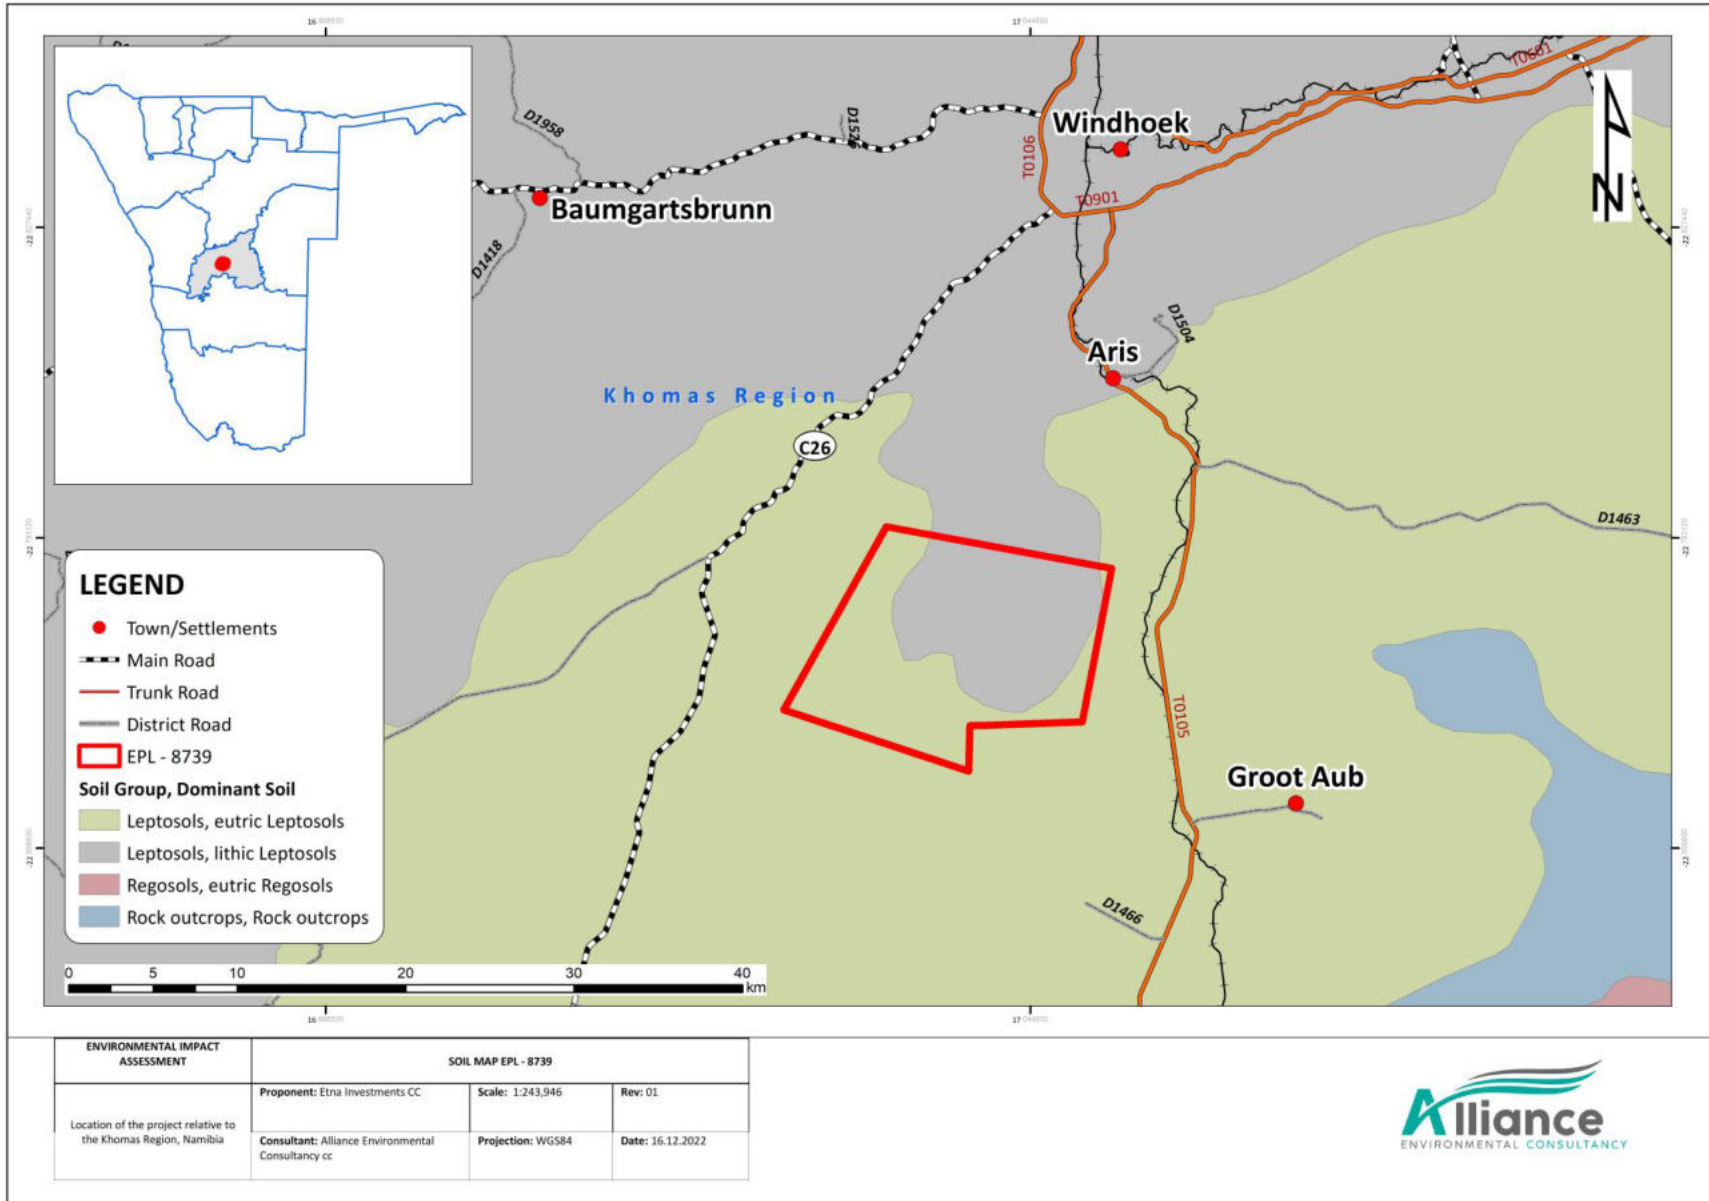 Windhoek
Baumgartsbrunn
Aris
Groot Aub
Khomas Region
C26
D1958
D1418
D1504
D1463
D1466
T0106
T0901
T0601
T0105
N
LEGEND
Town/Settlements
Main Road
Trunk Road
District Road
EPL - 8739
Soil Group, Dominant Soil
Leptosols, eutric Leptosols
Leptosols, lithic Leptosols
Regosols, eutric Regosols
Rock outcrops, Rock outcrops
0 5 10 20 30 40
km
ENVIRONMENTAL IMPACT
ASSESSMENT
SOIL MAP EPL - 8739
Location of the project relative to
the Khomas Region, Namibia
Proponent: Etna Investments CC
Scale: 1:243,946
Rev: 01
Consultant: Alliance Environmental
Consultancy cc
Projection: WGS84
Date: 16.12.2022
Alliance
ENVIRONMENTAL CONSULTANCY